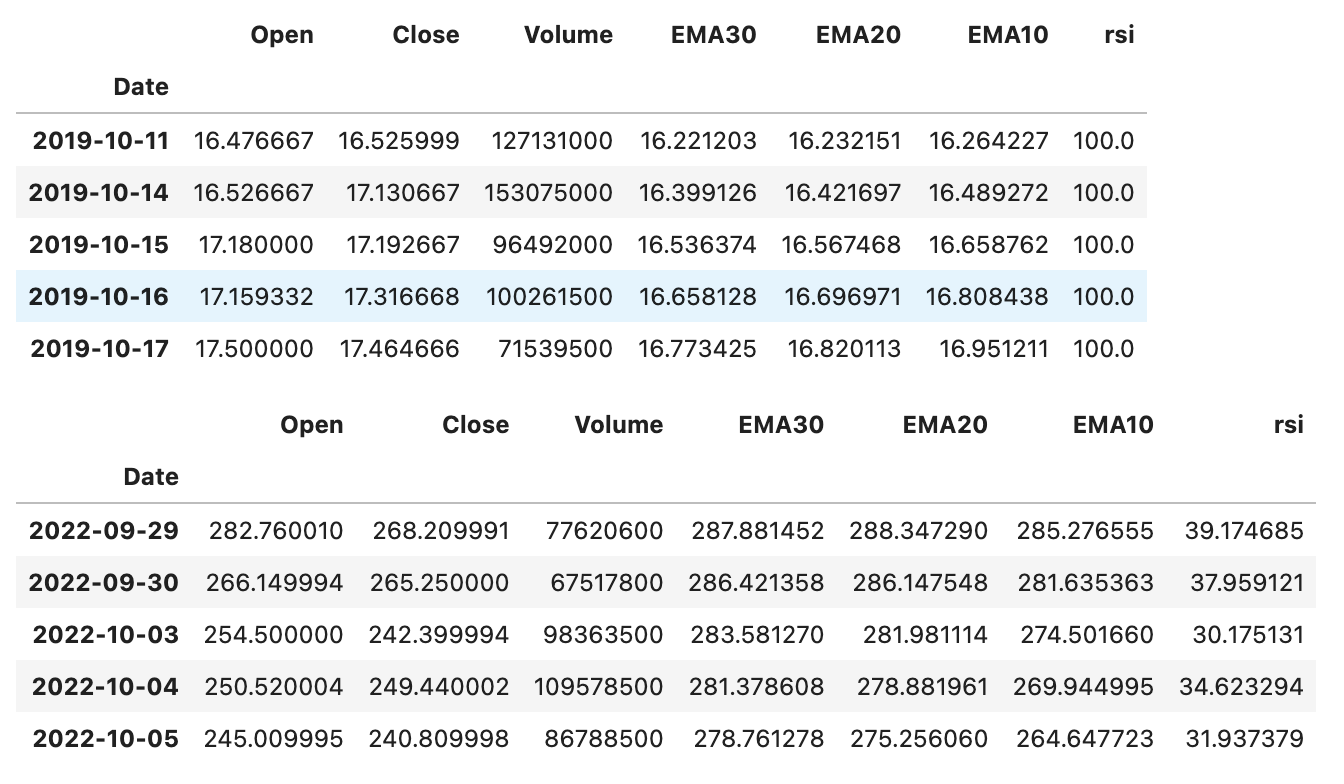 Open Close Volume EMA30 EMA20 EMA10 rsi
Date
2019-10-11 16.476667 16.525999 127131000 16.221203 16.232151 16.264227 100.0
2019-10-14 16.526667 17.130667 153075000 16.399126 16.421697 16.489272 100.0
2019-10-15 17.180000 17.192667 96492000 16.536374 16.567468 16.658762 100.0
2019-10-16 17.159332 17.316668 100261500 16.658128 16.696971 16.808438 100.0
2019-10-17 17.500000 17.464666 71539500 16.773425 16.820113 16.951211 100.0
Open Close Volume EMA30 EMA20 EMA10 rsi
Date
2022-09-29 282.760010 268.209991 77620600 287.881452 288.347290 285.276555 39.174685
2022-09-30 266.149994 265.250000 67517800 286.421358 286.147548 281.635363 37.959121
2022-10-03 254.500000 242.399994 98363500 283.581270 281.981114 274.501660 30.175131
2022-10-04 250.520004 249.440002 109578500 281.378608 278.881961 269.944995 34.623294
2022-10-05 245.009995 240.809998 86788500 278.761278 275.256060 264.647723 31.937379